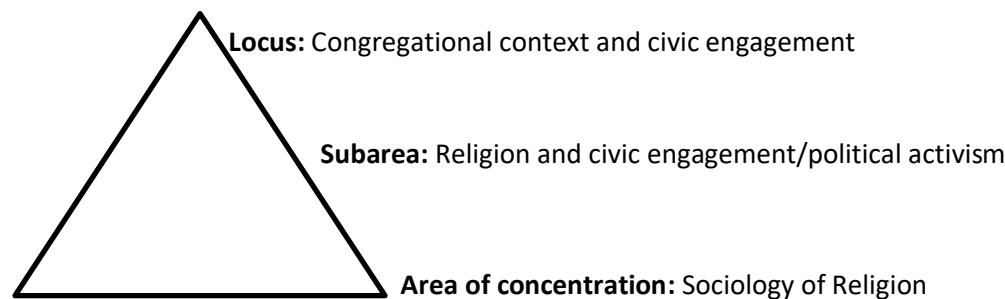 Locus: Congregational context and civic engagement
Subarea: Religion and civic engagement/political activism
Area of concentration: Sociology of Religion